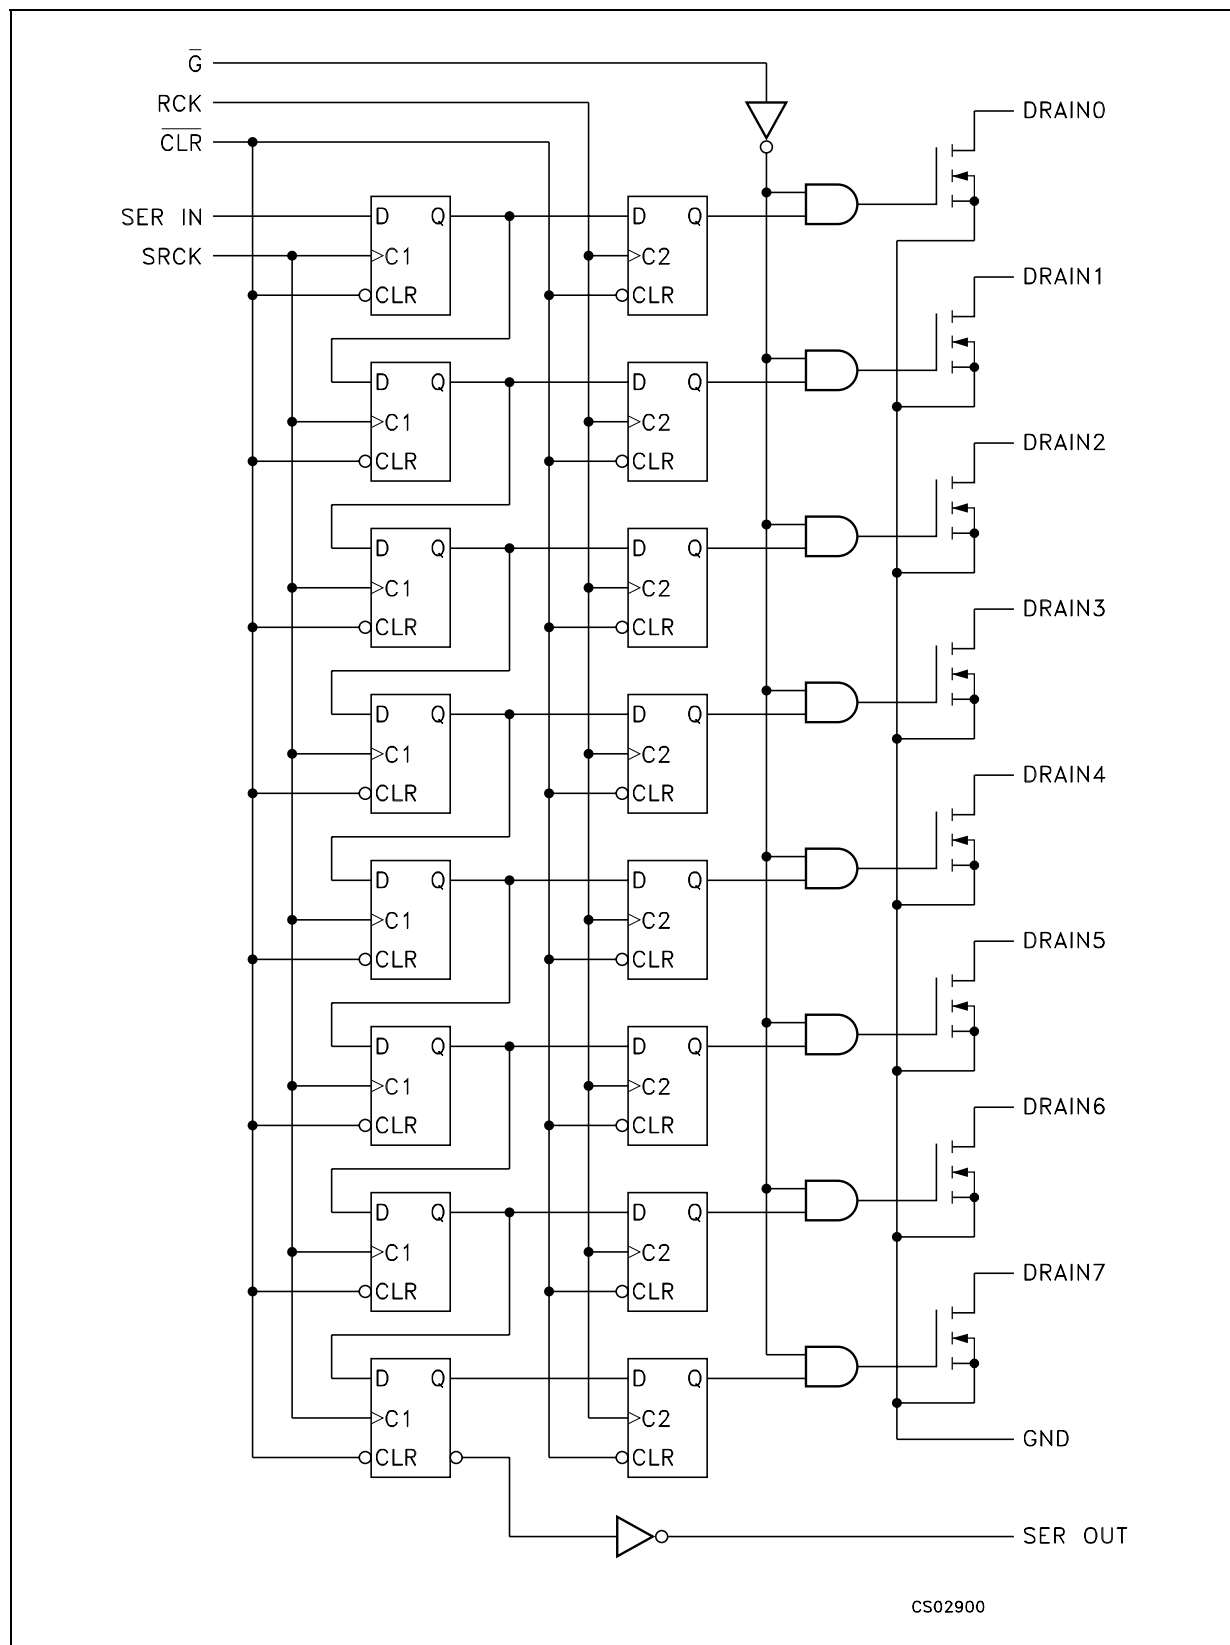 G̅
RCK
C̅L̅R̅
DRAIN0
SER IN
D Q D Q
SRCK
C1 C2
CLR CLR
DRAIN1
D Q D Q
C1 C2
CLR CLR
DRAIN2
D Q D Q
C1 C2
CLR CLR
DRAIN3
D Q D Q
C1 C2
CLR CLR
DRAIN4
D Q D Q
C1 C2
CLR CLR
DRAIN5
D Q D Q
C1 C2
CLR CLR
DRAIN6
D Q D Q
C1 C2
CLR CLR
DRAIN7
D Q D Q
C1 C2
GND
CLR CLR
SER OUT
CS02900